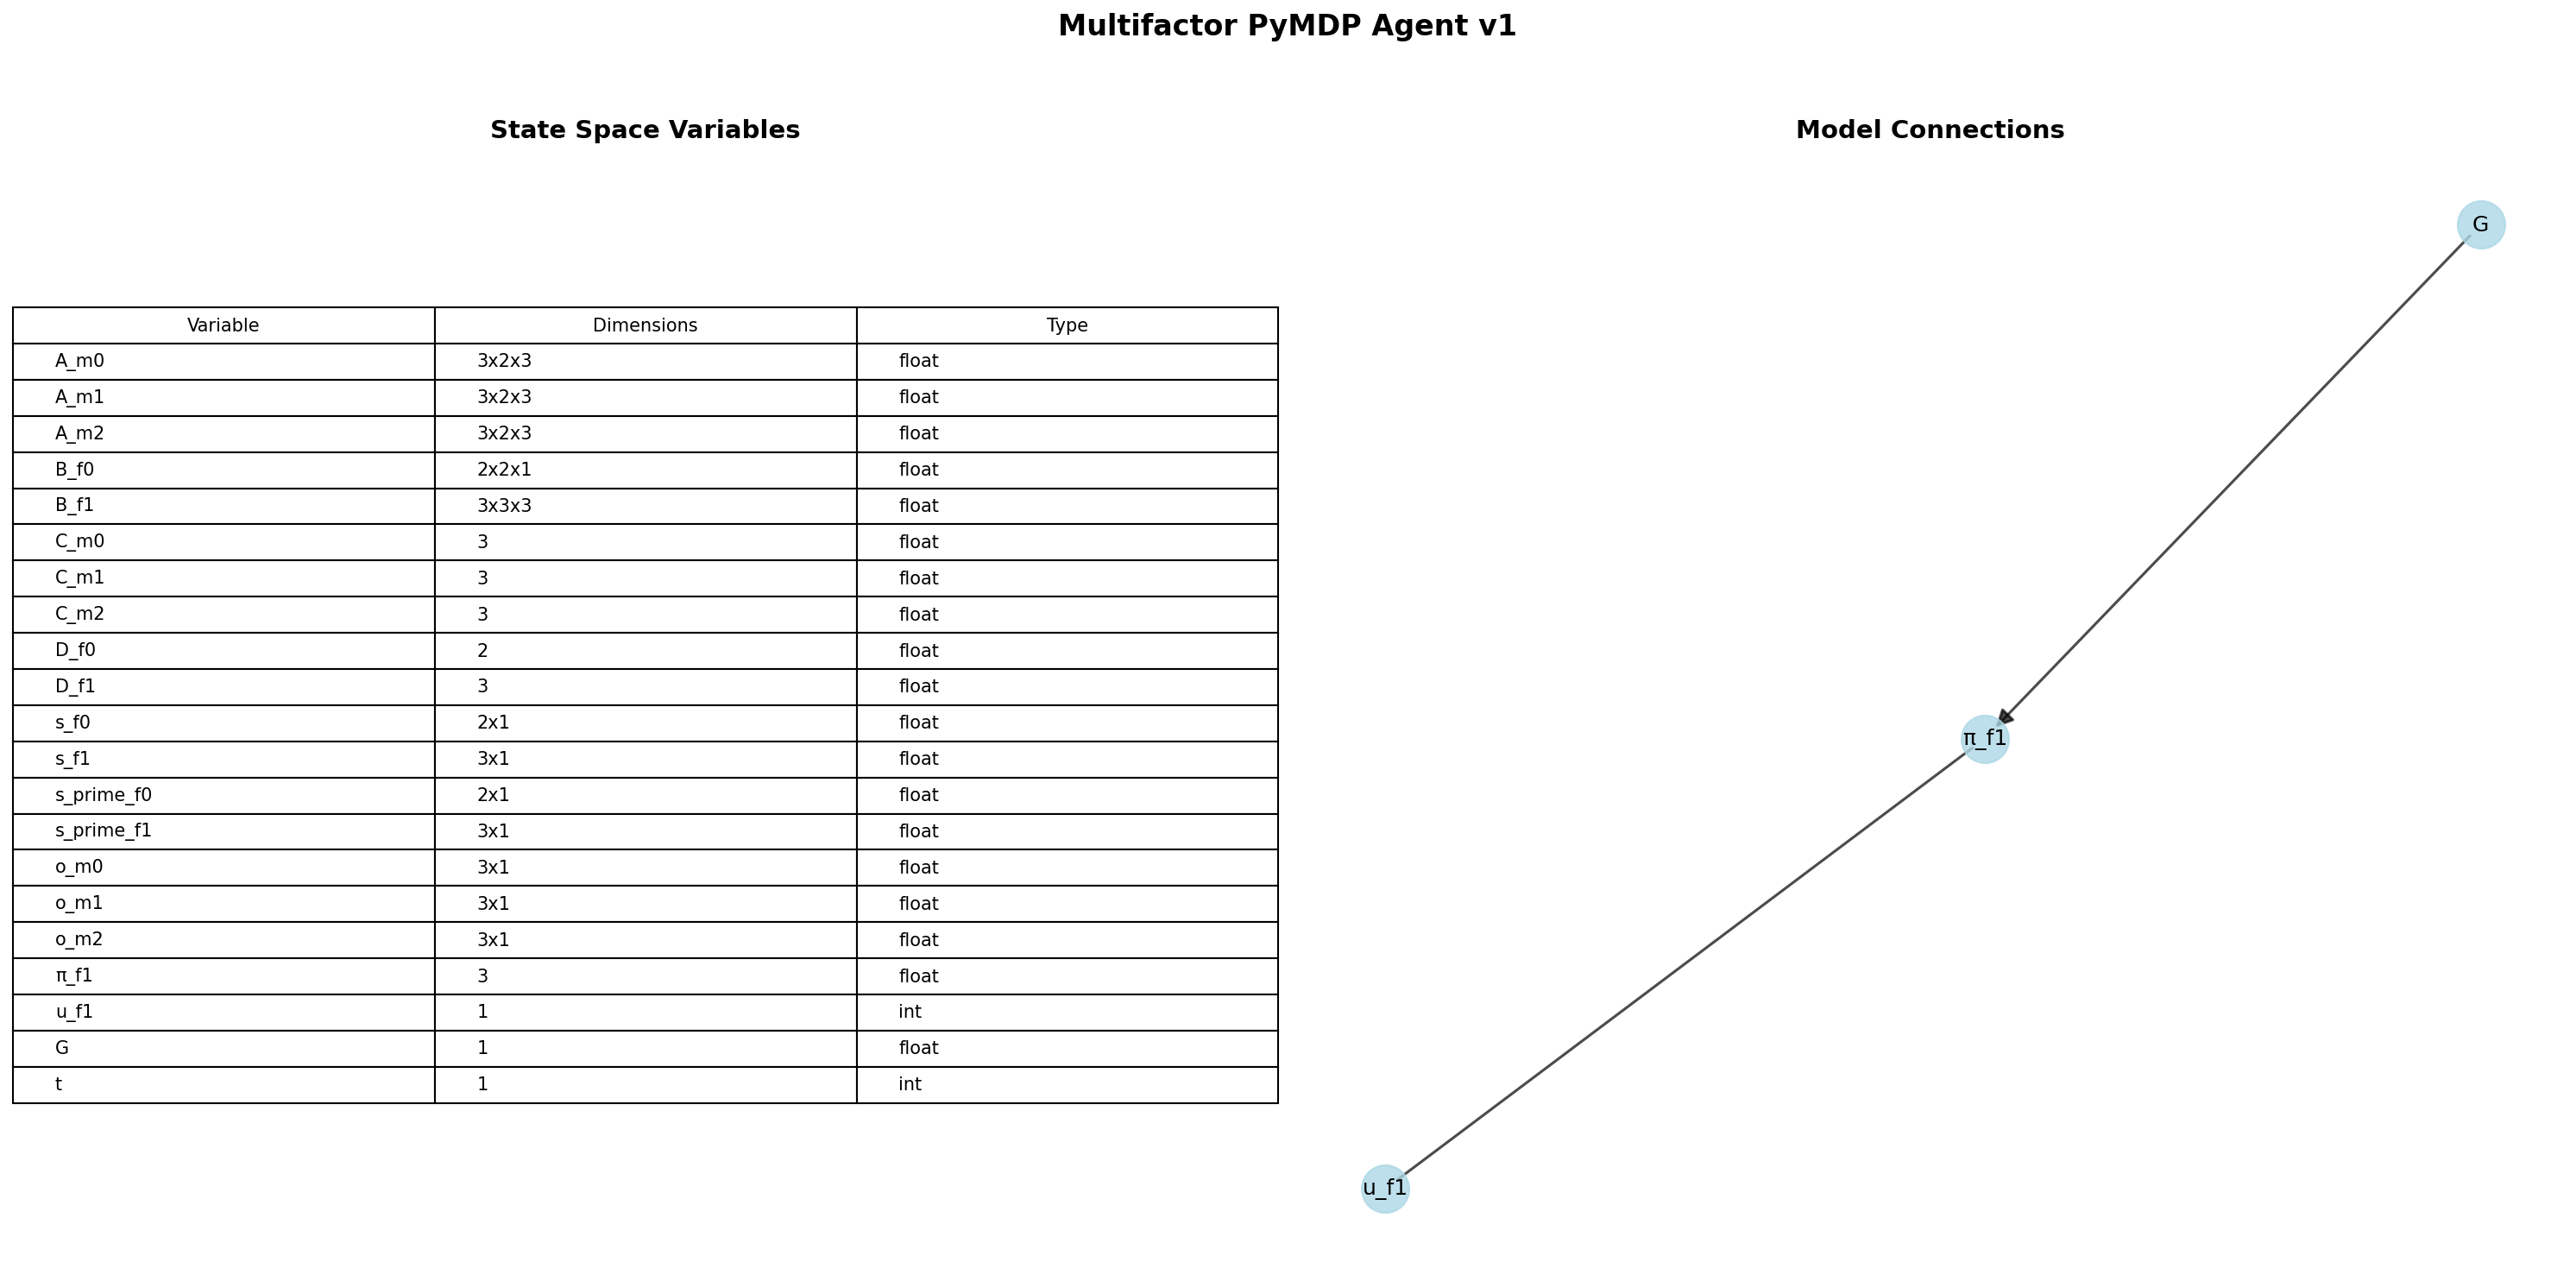 Multifactor PyMDP Agent v1
State Space Variables
Variable Dimensions Type
A_m0 3x2x3 float
A_m1 3x2x3 float
A_m2 3x2x3 float
B_f0 2x2x1 float
B_f1 3x3x3 float
C_m0 3 float
C_m1 3 float
C_m2 3 float
D_f0 2 float
D_f1 3 float
s_f0 2x1 float
s_f1 3x1 float
s_prime_f0 2x1 float
s_prime_f1 3x1 float
o_m0 3x1 float
o_m1 3x1 float
o_m2 3x1 float
π_f1 3 float
u_f1 1 int
G 1 float
t 1 int
Model Connections
G
π_f1
u_f1